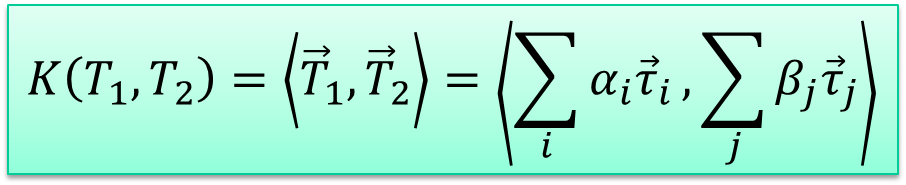 K(T₁, T₂) = ⟨T⃗₁, T⃗₂⟩ = ⟨∑ᵢ αᵢτ⃗ᵢ , ∑ⱼ βⱼτ⃗ⱼ⟩